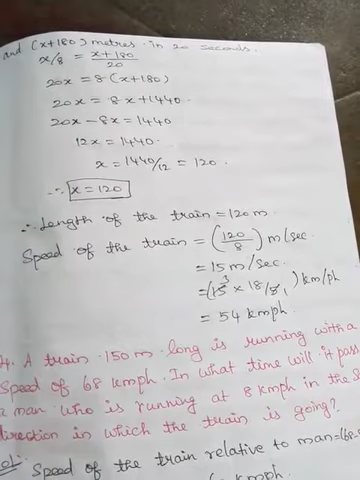 and (x+180) metres in 20 seconds.
x/8 = x+180/20
20x = 8(x+180)
20x = 8x+1440
20x - 8x = 1440
12x = 1440.
x = 1440/12 = 120.
∴ x = 120
∴ Length of the train = 120 m.
Speed of the train = (120/8) m/sec
= 15 m/sec.
= (15 3 × 18/5 1) km/ph
= 54 kmph.
4. A train 150 m long is running with a
Speed of 68 kmph. In what time will it pass
a man who is running at 8 kmph in the
direction in which the train is going?
Sol: Speed of the train relative to man = (68
kmph.